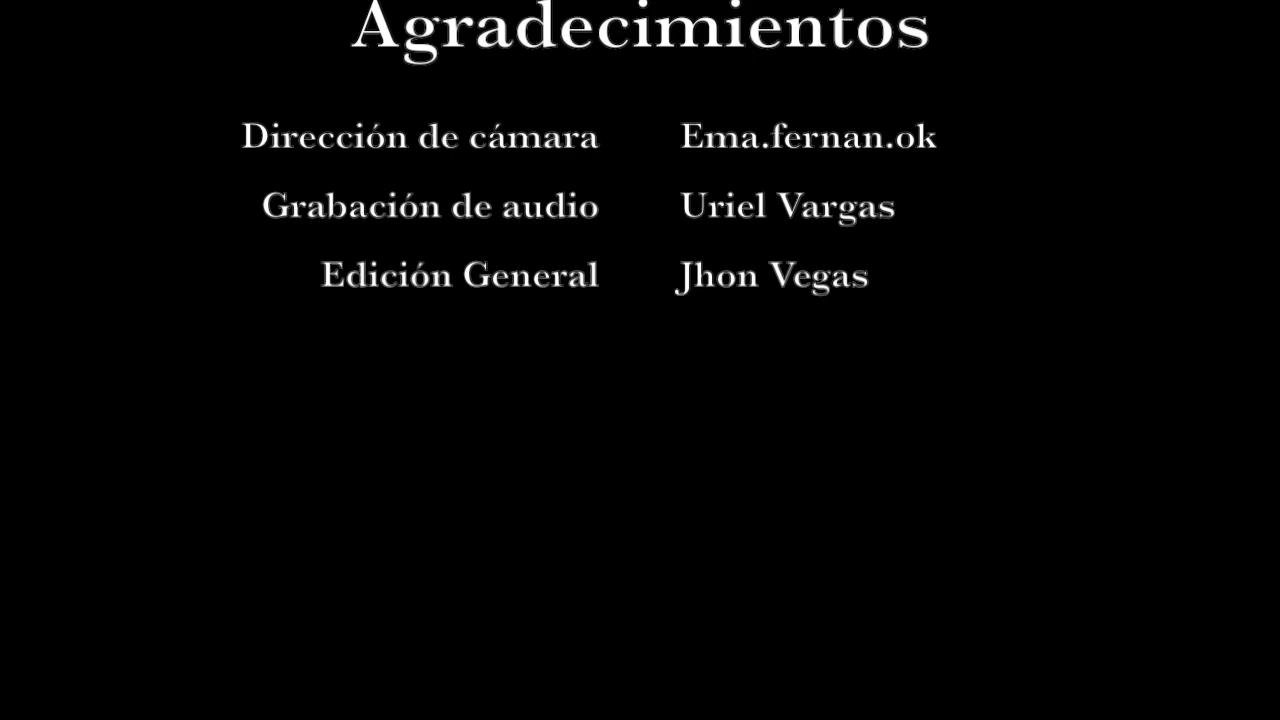 Agradecimientos
Dirección de cámara Ema.fernan.ok
Grabación de audio Uriel Vargas
Edición General Jhon Vegas